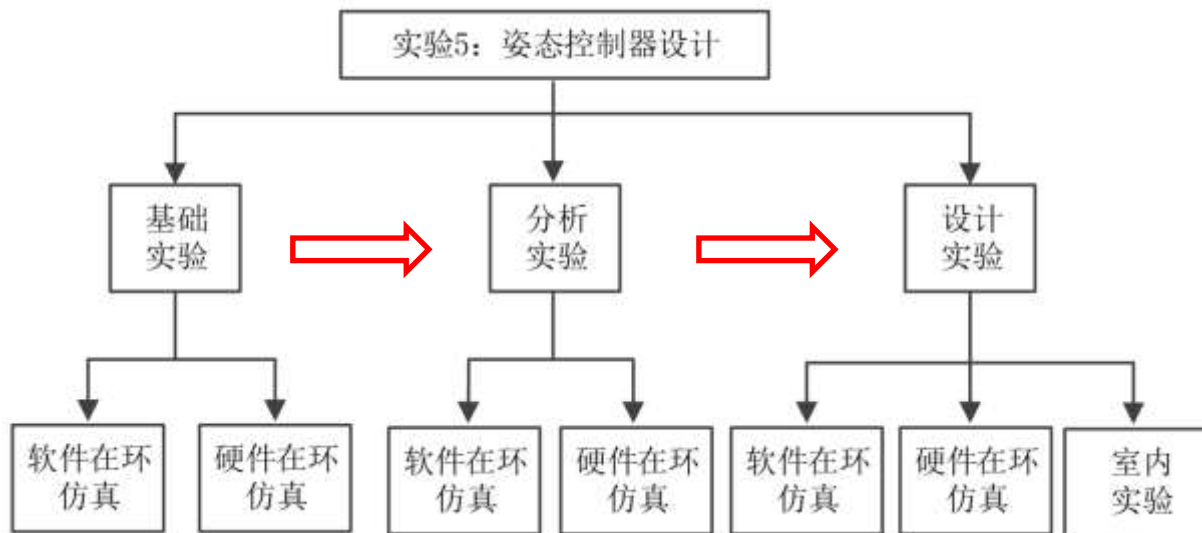 实验5：姿态控制器设计
基础
实验
分析
实验
设计
实验
软件在环
仿真
硬件在环
仿真
软件在环
仿真
硬件在环
仿真
软件在环
仿真
硬件在环
仿真
室内
实验